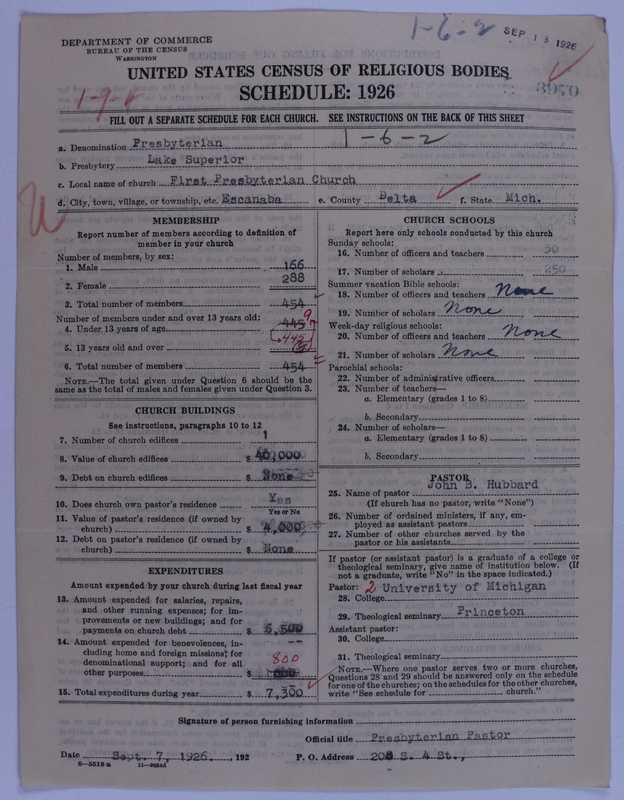 1-6-2
SEP 13 1926
DEPARTMENT OF COMMERCE
BUREAU OF THE CENSUS
WASHINGTON
UNITED STATES CENSUS OF RELIGIOUS BODIES
1-9-
SCHEDULE: 1926
FILL OUT A SEPARATE SCHEDULE FOR EACH CHURCH. SEE INSTRUCTIONS ON THE BACK OF THIS SHEET
a. Denomination Presbyterian 1-6-2
b. Presbytery Lake Superior
c. Local name of church First Presbyterian Church
d. City, town, village, or township, etc. Escanaba e. County Delta f. State Mich.
MEMBERSHIP
Report number of members according to definition of
member in your church
Number of members, by sex:
1. Male 166
2. Female 288
3. Total number of members 454
Number of members under and over 13 years old: 9
4. Under 13 years of age 445
445
5. 13 years old and over
6. Total number of members 454
NOTE.—The total given under Question 6 should be the
same as the total of males and females given under Question 3.
CHURCH BUILDINGS
See instructions, paragraphs 10 to 12
7. Number of church edifices 1
8. Value of church edifices $ 40,000
9. Debt on church edifices $ None
10. Does church own pastor's residence Yes
Yes or No
11. Value of pastor's residence (if owned by
church) $ 4,000
12. Debt on pastor's residence (if owned by
church) $ None
EXPENDITURES
Amount expended by your church during last fiscal year
13. Amount expended for salaries, repairs,
and other running expenses; for im-
provements or new buildings; and for
payments on church debt $ 6,500
14. Amount expended for benevolences, in-
cluding home and foreign missions; for
denominational support; and for all 800
other purposes $
15. Total expenditures during year $ 7,300
CHURCH SCHOOLS
Report here only schools conducted by this church
Sunday schools:
16. Number of officers and teachers 30
17. Number of scholars 250
Summer vacation Bible schools:
18. Number of officers and teachers None
19. Number of scholars None
Week-day religious schools:
20. Number of officers and teachers None
21. Number of scholars None
Parochial schools:
22. Number of administrative officers
23. Number of teachers—
a. Elementary (grades 1 to 8)
b. Secondary
24. Number of scholars—
a. Elementary (grades 1 to 8)
b. Secondary
PASTOR
25. Name of pastor John B. Hubbard
(If church has no pastor, write "None")
26. Number of ordained ministers, if any, em-
ployed as assistant pastors
27. Number of other churches served by the
pastor or his assistants
If pastor (or assistant pastor) is a graduate of a college or
theological seminary, give name of institution below. (If
not a graduate, write "No" in the space indicated.)
Pastor: 2 University of Michigan
28. College
29. Theological seminary Princeton
Assistant pastor:
30. College
31. Theological seminary
NOTE.—Where one pastor serves two or more churches,
Questions 28 and 29 should be answered only on the schedule
for one of the churches; on the schedules for the other churches,
write "See schedule for church."
Signature of person furnishing information
Official title Presbyterian Pastor
Date Sept. 7, 1926. , 192 P. O. Address 208 S. 4 St.,
8—5518 a